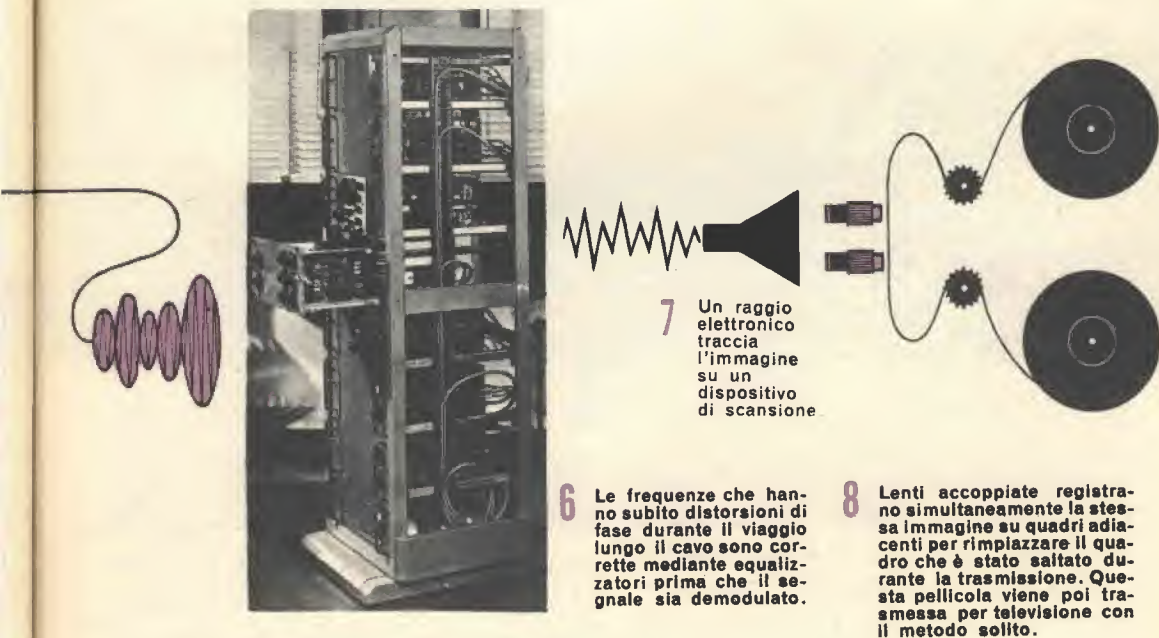 6 Le frequenze che han-
no subito distorsioni di
fase durante il viaggio
lungo il cavo sono cor-
rette mediante equaliz-
zatori prima che il se-
gnale sia demodulato.
7 Un raggio
elettronico
traccia
l'immagine
su un
dispositivo
di scansione
8 Lenti accoppiate registra-
no simultaneamente la stes-
sa immagine su quadri adia-
centi per rimpiazzare il qua-
dro che è stato saltato du-
rante la trasmissione. Que-
sta pellicola viene poi tra-
smessa per televisione con
il metodo solito.